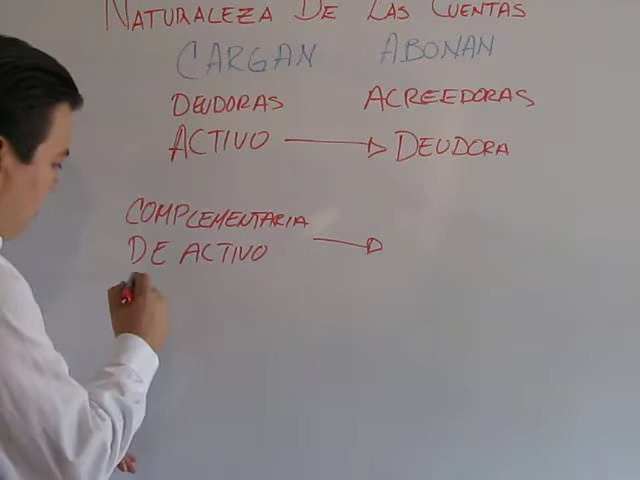 NATURALEZA DE LAS CUENTAS
CARGAN ABONAN
DEUDORAS ACREEDORAS
ACTIVO DEUDORA
COMPLEMENTARIA
DE ACTIVO